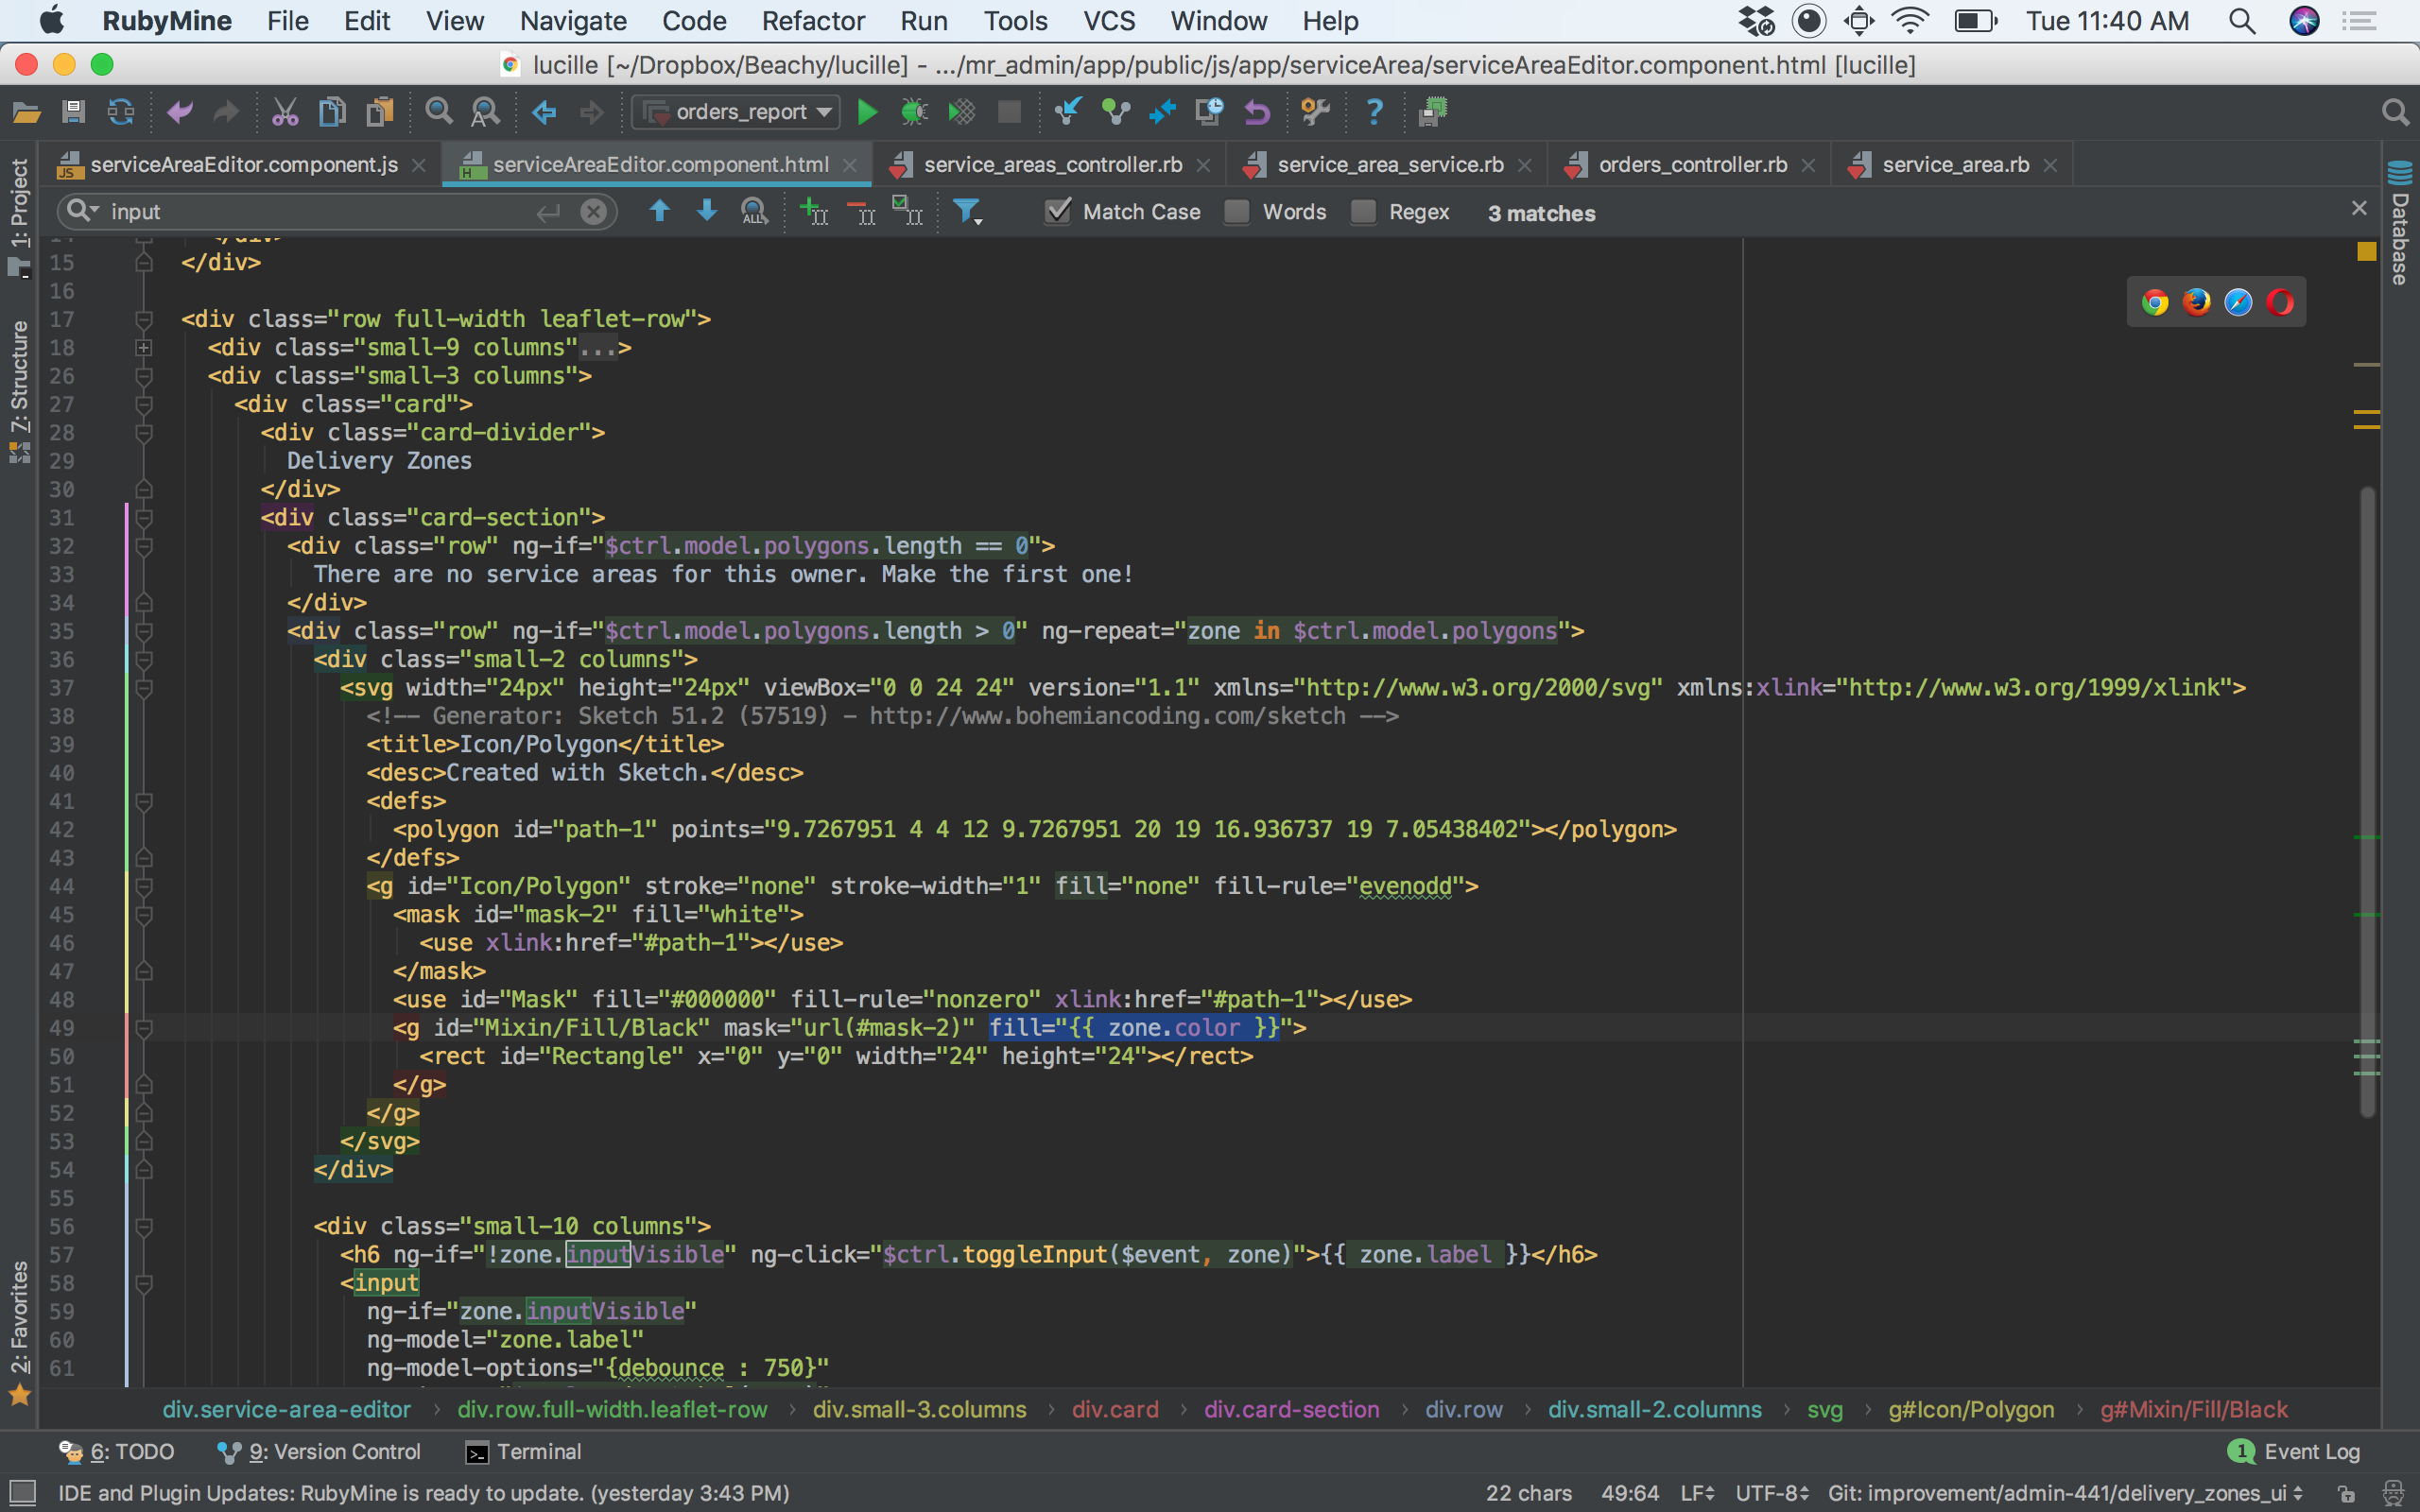 RubyMine File Edit View Navigate Code Refactor Run Tools VCS Window Help Tue 11:40 AM
lucille [~/Dropbox/Beachy/lucille] - .../mr_admin/app/public/js/app/serviceArea/serviceAreaEditor.component.html [lucille]
orders_report
serviceAreaEditor.component.js serviceAreaEditor.component.html service_areas_controller.rb service_area_service.rb orders_controller.rb service_area.rb
input Match Case Words Regex 3 matches
1: Project
Z: Structure
2: Favorites
Database
15 </div>
16
17 <div class="row full-width leaflet-row">
18 <div class="small-9 columns"...>
26 <div class="small-3 columns">
27 <div class="card">
28 <div class="card-divider">
29 Delivery Zones
30 </div>
31 <div class="card-section">
32 <div class="row" ng-if="$ctrl.model.polygons.length == 0">
33 There are no service areas for this owner. Make the first one!
34 </div>
35 <div class="row" ng-if="$ctrl.model.polygons.length > 0" ng-repeat="zone in $ctrl.model.polygons">
36 <div class="small-2 columns">
37 <svg width="24px" height="24px" viewBox="0 0 24 24" version="1.1" xmlns="http://www.w3.org/2000/svg" xmlns:xlink="http://www.w3.org/1999/xlink">
38 <!-- Generator: Sketch 51.2 (57519) - http://www.bohemiancoding.com/sketch -->
39 <title>Icon/Polygon</title>
40 <desc>Created with Sketch.</desc>
41 <defs>
42 <polygon id="path-1" points="9.7267951 4 4 12 9.7267951 20 19 16.936737 19 7.05438402"></polygon>
43 </defs>
44 <g id="Icon/Polygon" stroke="none" stroke-width="1" fill="none" fill-rule="evenodd">
45 <mask id="mask-2" fill="white">
46 <use xlink:href="#path-1"></use>
47 </mask>
48 <use id="Mask" fill="#000000" fill-rule="nonzero" xlink:href="#path-1"></use>
49 <g id="Mixin/Fill/Black" mask="url(#mask-2)" fill="{{ zone.color }}">
50 <rect id="Rectangle" x="0" y="0" width="24" height="24"></rect>
51 </g>
52 </g>
53 </svg>
54 </div>
55
56 <div class="small-10 columns">
57 <h6 ng-if="!zone.inputVisible" ng-click="$ctrl.toggleInput($event, zone)">{{ zone.label }}</h6>
58 <input
59 ng-if="zone.inputVisible"
60 ng-model="zone.label"
61 ng-model-options="{debounce : 750}"
div.service-area-editor › div.row.full-width.leaflet-row › div.small-3.columns › div.card › div.card-section › div.row › div.small-2.columns › svg › g#Icon/Polygon › g#Mixin/Fill/Black
6: TODO 9: Version Control Terminal 1 Event Log
IDE and Plugin Updates: RubyMine is ready to update. (yesterday 3:43 PM) 22 chars 49:64 LF UTF-8 Git: improvement/admin-441/delivery_zones_ui